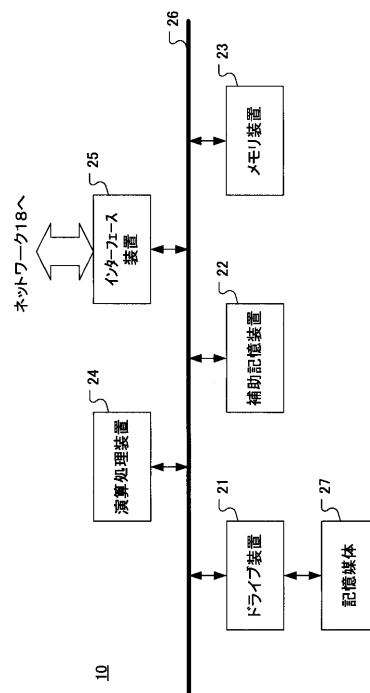 10
ネットワーク18へ
24
演算処理装置
25
インターフェース
装置
26
21
ドライブ装置
22
補助記憶装置
23
メモリ装置
27
記憶媒体